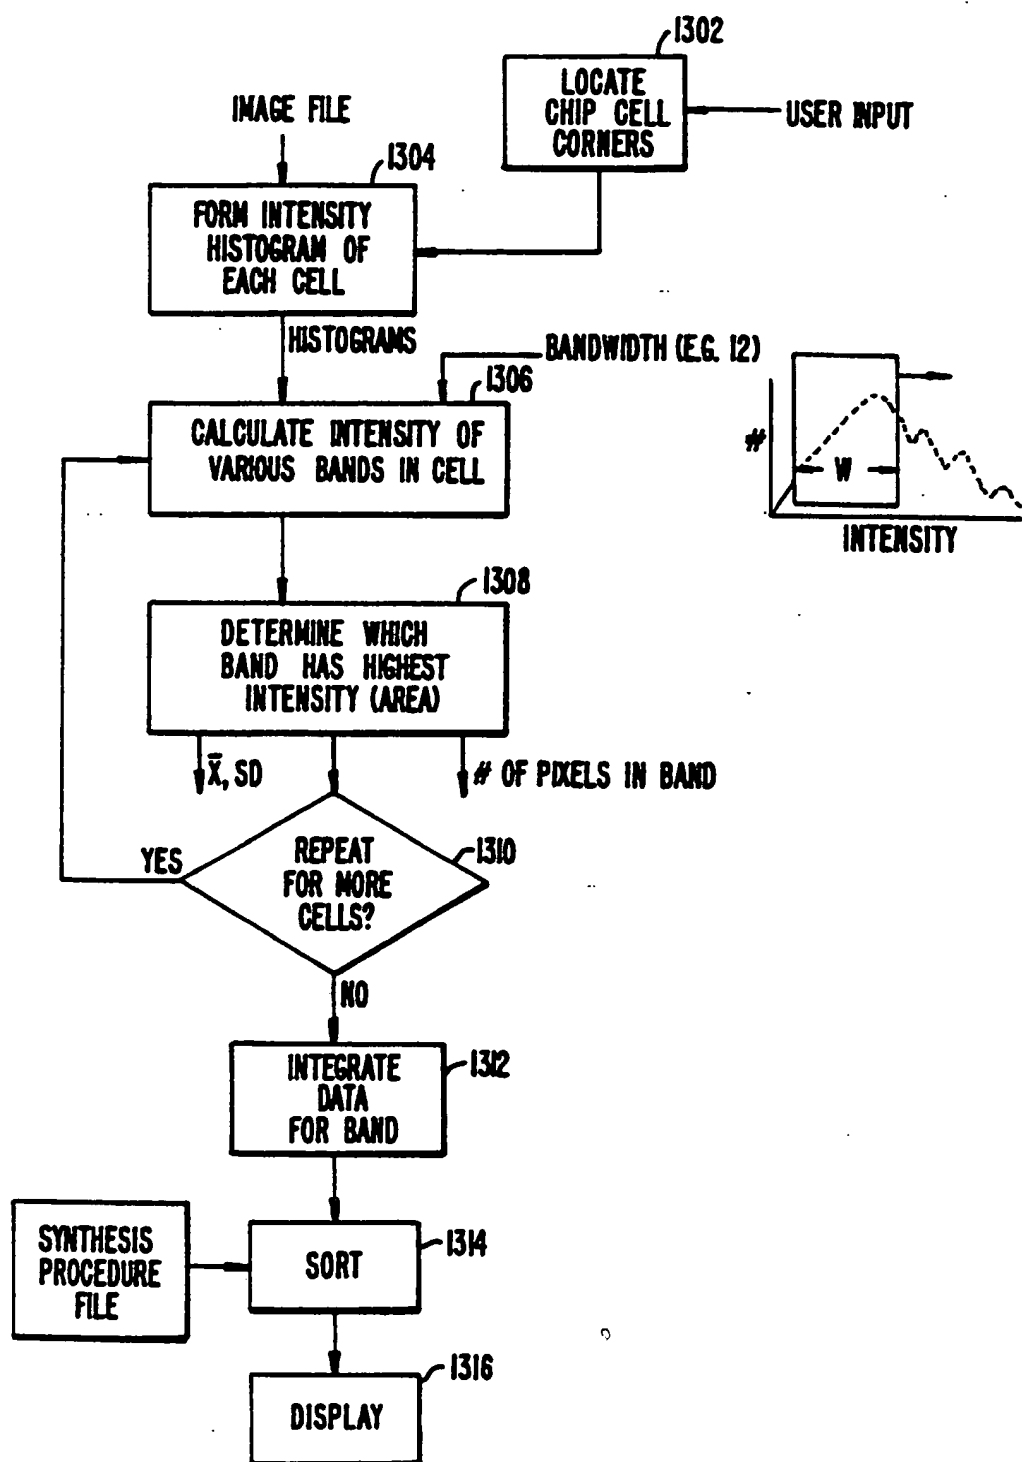 1302
LOCATE
CHIP CELL
CORNERS
USER INPUT
IMAGE FILE
1304
FORM INTENSITY
HISTOGRAM OF
EACH CELL
HISTOGRAMS
BANDWIDTH (E.G. 12)
1306
CALCULATE INTENSITY OF
VARIOUS BANDS IN CELL
#
W
INTENSITY
1308
DETERMINE WHICH
BAND HAS HIGHEST
INTENSITY (AREA)
X̄, SD
# OF PIXELS IN BAND
1310
REPEAT
FOR MORE
CELLS?
YES
NO
1312
INTEGRATE
DATA
FOR BAND
1314
SYNTHESIS
PROCEDURE
FILE
SORT
1316
DISPLAY